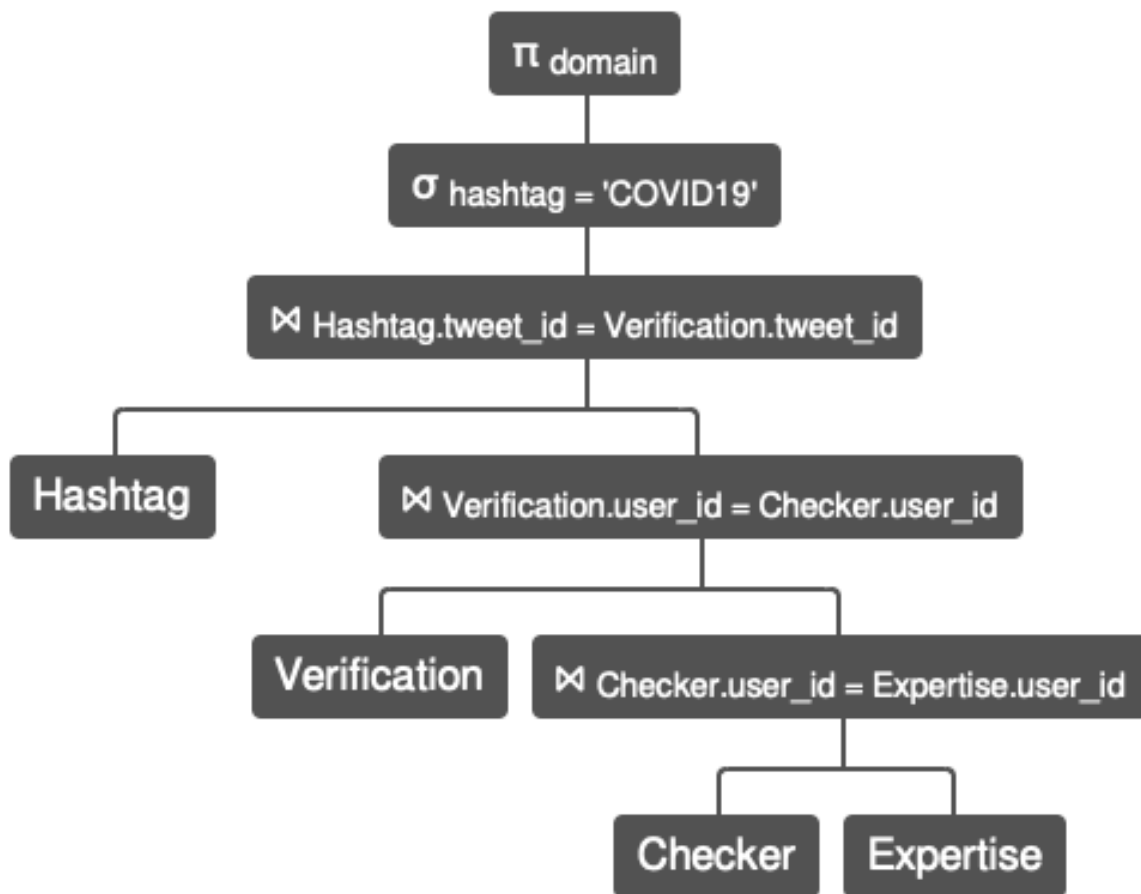 π domain
σ hashtag = 'COVID19'
⋈ Hashtag.tweet_id = Verification.tweet_id
Hashtag
⋈ Verification.user_id = Checker.user_id
Verification
⋈ Checker.user_id = Expertise.user_id
Checker
Expertise